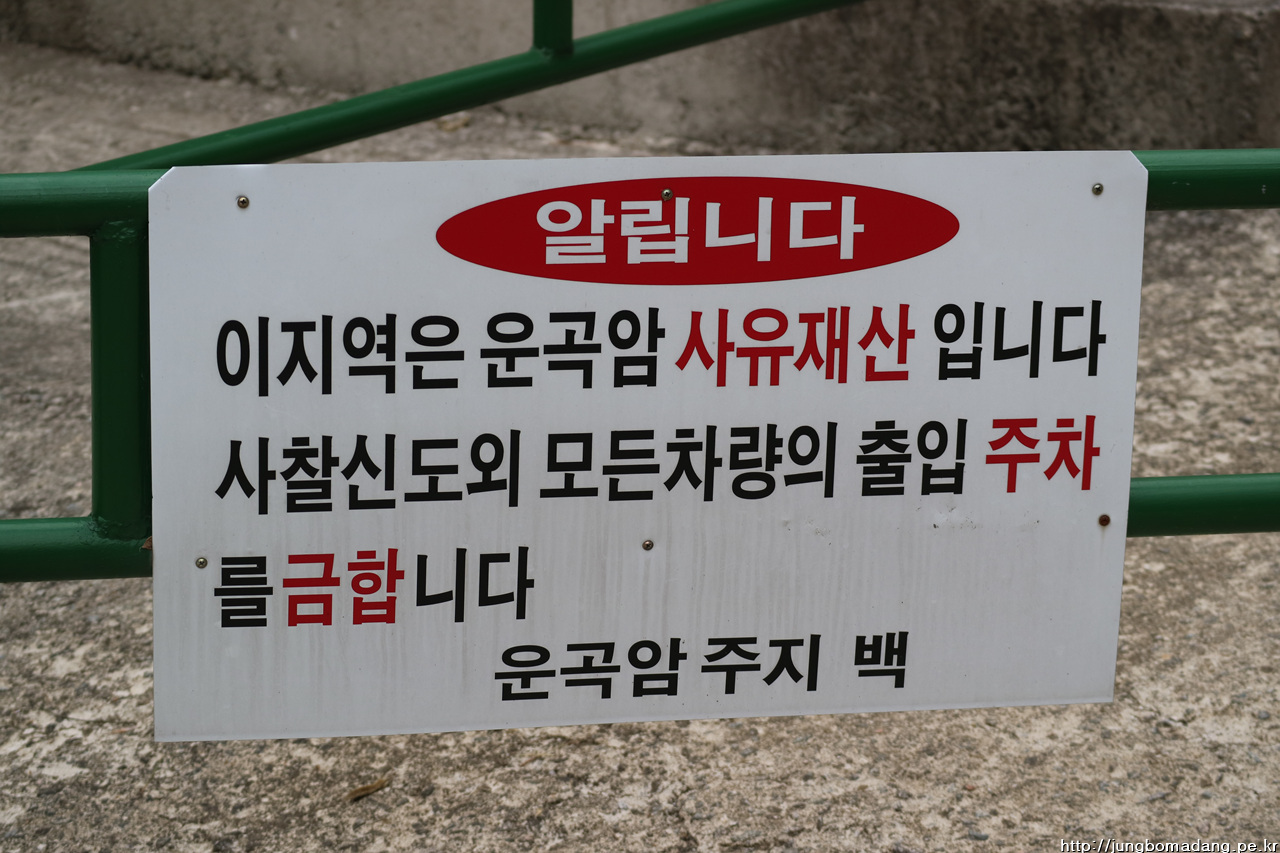 알립니다
이지역은 운곡암 사유재산 입니다
사찰신도외 모든차량의 출입 주차
를금합니다
운곡암 주지 백
http://jungbomadang.pe.kr